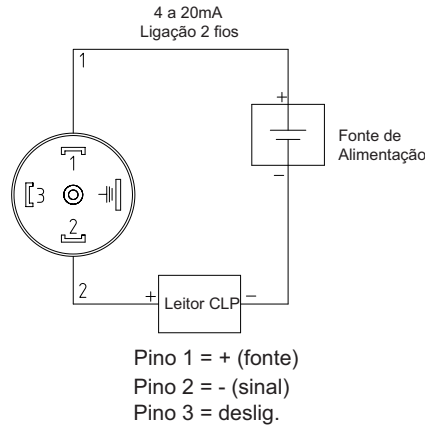 4 a 20mA
Ligação 2 fios
1
+
Fonte de
Alimentação
1
3
2
−
2
+
Leitor CLP
−
Pino 1 = + (fonte)
Pino 2 = - (sinal)
Pino 3 = deslig.